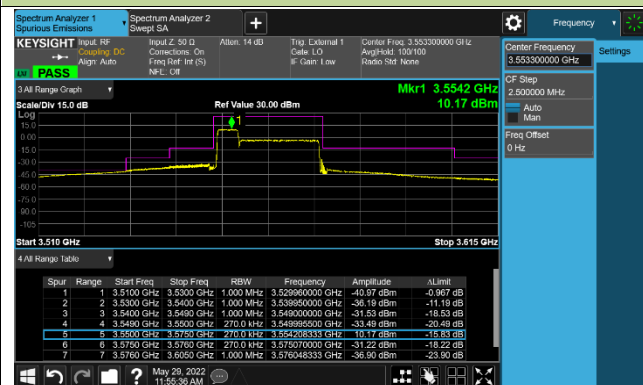 Spectrum Analyzer 1
Spurious Emissions
Spectrum Analyzer 2
Swept SA
Frequency
KEYSIGHT
Input: RF
Coupling: DC
Align: Auto
Input Z: 50 Ω
Corrections: On
Freq Ref: Int (S)
NFE: Off
Atten: 14 dB
Trig: External 1
Gate: LO
IF Gain: Low
Center Freq: 3.553300000 GHz
Avg|Hold: 100/100
Radio Std: None
PASS
Center Frequency
3.553300000 GHz
Settings
CF Step
2.500000 MHz
Auto
Man
Freq Offset
0 Hz
3 All Range Graph
Mkr1 3.5542 GHz
10.17 dBm
Scale/Div 15.0 dB
Ref Value 30.00 dBm
Log
15.0
0.00
-15.0
-30.0
-45.0
-60.0
-75.0
-90.0
-105
1
Start 3.510 GHz
Stop 3.615 GHz
4 All Range Table
Spur Range Start Freq Stop Freq RBW Frequency Amplitude ΔLimit
1 1 3.5100 GHz 3.5300 GHz 1.000 MHz 3.529960000 GHz -40.97 dBm -0.967 dB
2 2 3.5300 GHz 3.5400 GHz 1.000 MHz 3.539950000 GHz -36.19 dBm -11.19 dB
3 3 3.5400 GHz 3.5490 GHz 1.000 MHz 3.549000000 GHz -31.53 dBm -18.53 dB
4 4 3.5490 GHz 3.5500 GHz 270.0 kHz 3.549995500 GHz -33.49 dBm -20.49 dB
5 5 3.5500 GHz 3.5750 GHz 270.0 kHz 3.554208333 GHz 10.17 dBm -15.83 dB
6 6 3.5750 GHz 3.5760 GHz 270.0 kHz 3.575070000 GHz -31.22 dBm -18.22 dB
7 7 3.5760 GHz 3.6050 GHz 1.000 MHz 3.576048333 GHz -36.90 dBm -23.90 dB
May 29, 2022
11:55:36 AM